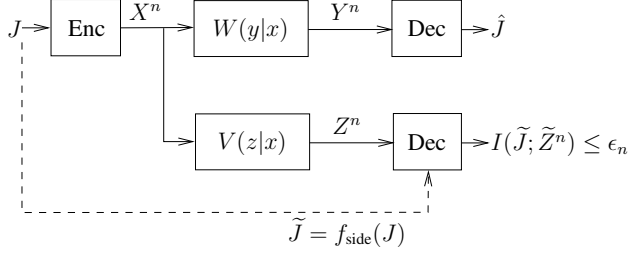 J Enc X^n W(y|x) Y^n Dec Ĵ
V(z|x) Z^n Dec I(J̃; Z̃^n) ≤ ϵ_n
J̃ = f_side(J)